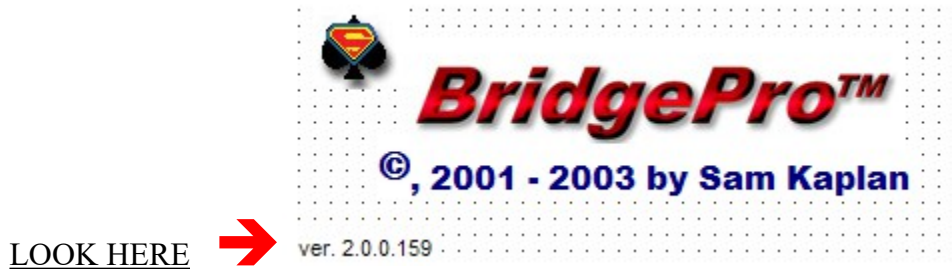 BridgePro™
©, 2001 - 2003 by Sam Kaplan
LOOK HERE ver. 2.0.0.159